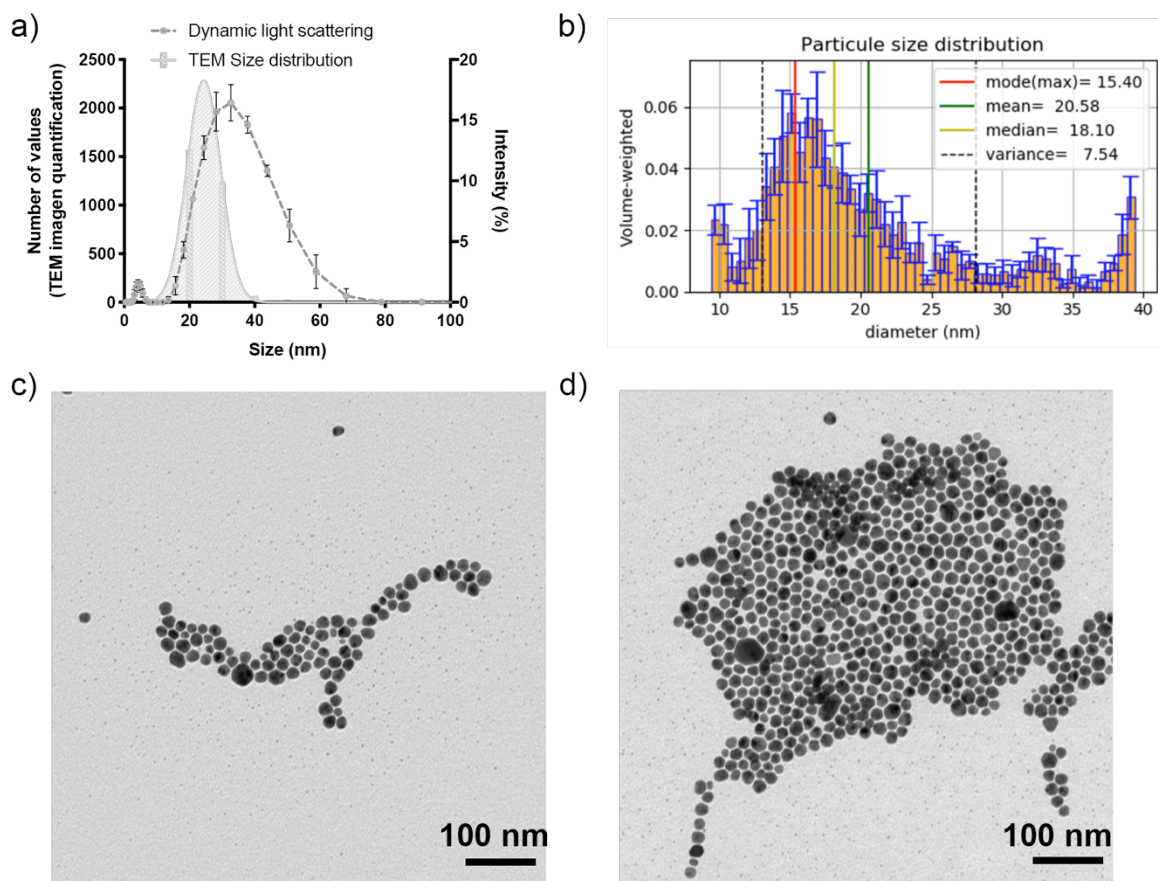 a)
Dynamic light scattering
TEM Size distribution
Number of values
(TEM imagen quantification)
2500
2000
1500
1000
500
0
20
15
10
5
0
Intensity (%)
0 20 40 60 80 100
Size (nm)
b)
Particule size distribution
mode(max)= 15.40
mean= 20.58
median= 18.10
variance= 7.54
Volume-weighted
0.06
0.04
0.02
0.00
10 15 20 25 30 35 40
diameter (nm)
c)
100 nm
d)
100 nm